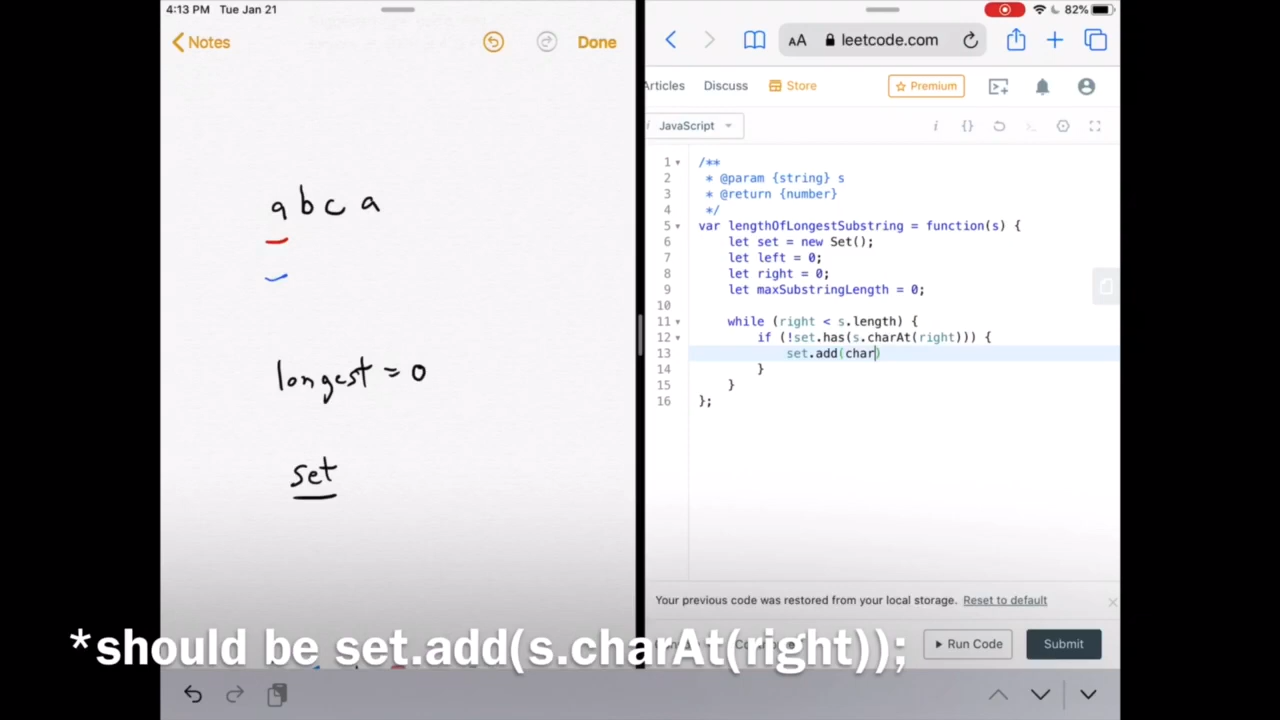 4:13 PM Tue Jan 21
82%
Notes
Done
a b c a
longest = 0
set
AA leetcode.com
Articles Discuss Store Premium
i JavaScript i {}
1 /**
2 * @param {string} s
3 * @return {number}
4 */
5 var lengthOfLongestSubstring = function(s) {
6 let set = new Set();
7 let left = 0;
8 let right = 0;
9 let maxSubstringLength = 0;
10
11 while (right < s.length) {
12 if (!set.has(s.charAt(right))) {
13 set.add(char)
14 }
15 }
16 };
Your previous code was restored from your local storage. Reset to default
Run Code Submit
*should be set.add(s.charAt(right));